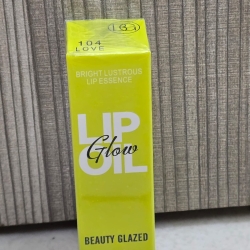 104
LOVE
BRIGHT LUSTROUS
LIP ESSENCE
LIP
Glow
OIL
BEAUTY GLAZED